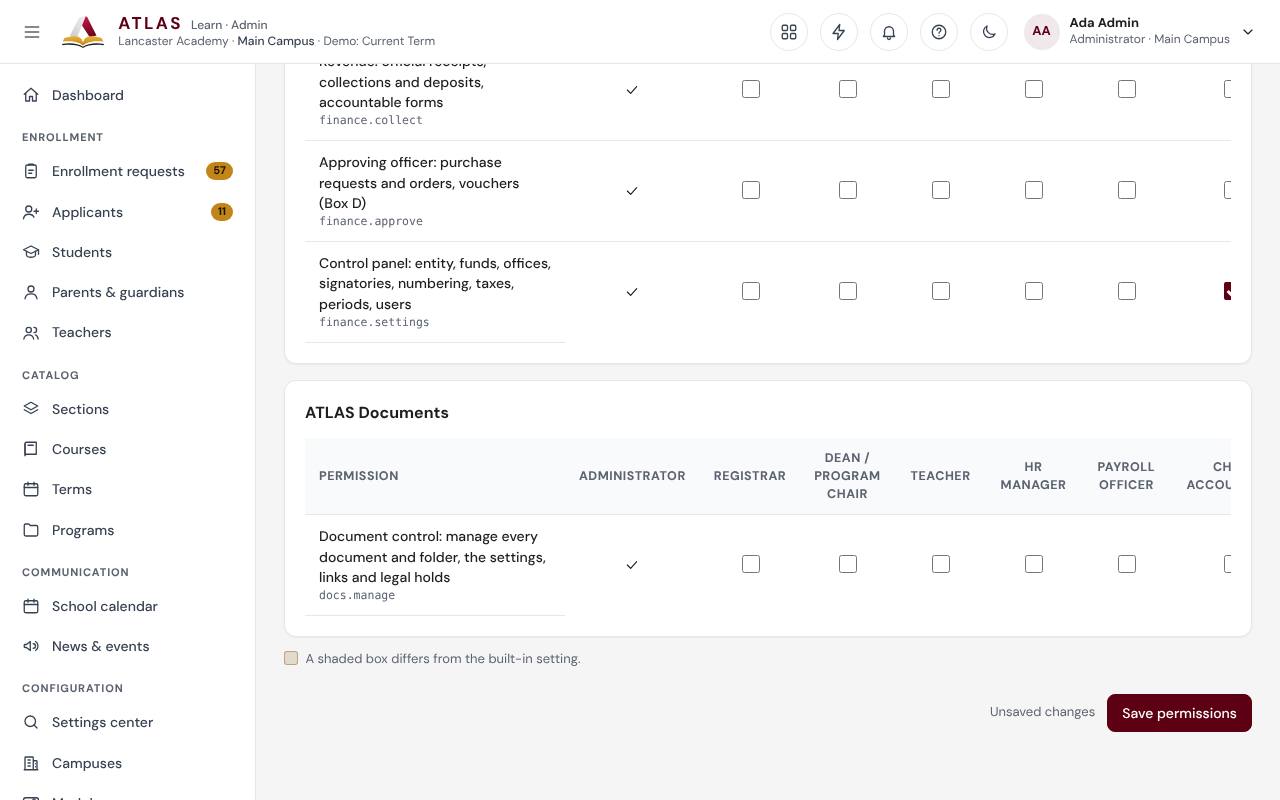 ATLAS Learn · Admin
Lancaster Academy · Main Campus · Demo: Current Term
AA
Ada Admin
Administrator · Main Campus
Dashboard
ENROLLMENT
Enrollment requests 57
Applicants 11
Students
Parents & guardians
Teachers
CATALOG
Sections
Courses
Terms
Programs
COMMUNICATION
School calendar
News & events
CONFIGURATION
Settings center
Campuses
collections and deposits,
accountable forms
finance.collect
Approving officer: purchase
requests and orders, vouchers
(Box D)
finance.approve
Control panel: entity, funds, offices,
signatories, numbering, taxes,
periods, users
finance.settings
ATLAS Documents
PERMISSION
ADMINISTRATOR
REGISTRAR
DEAN /
PROGRAM
CHAIR
TEACHER
HR
MANAGER
PAYROLL
OFFICER
Document control: manage every
document and folder, the settings,
links and legal holds
docs.manage
A shaded box differs from the built-in setting.
Unsaved changes
Save permissions